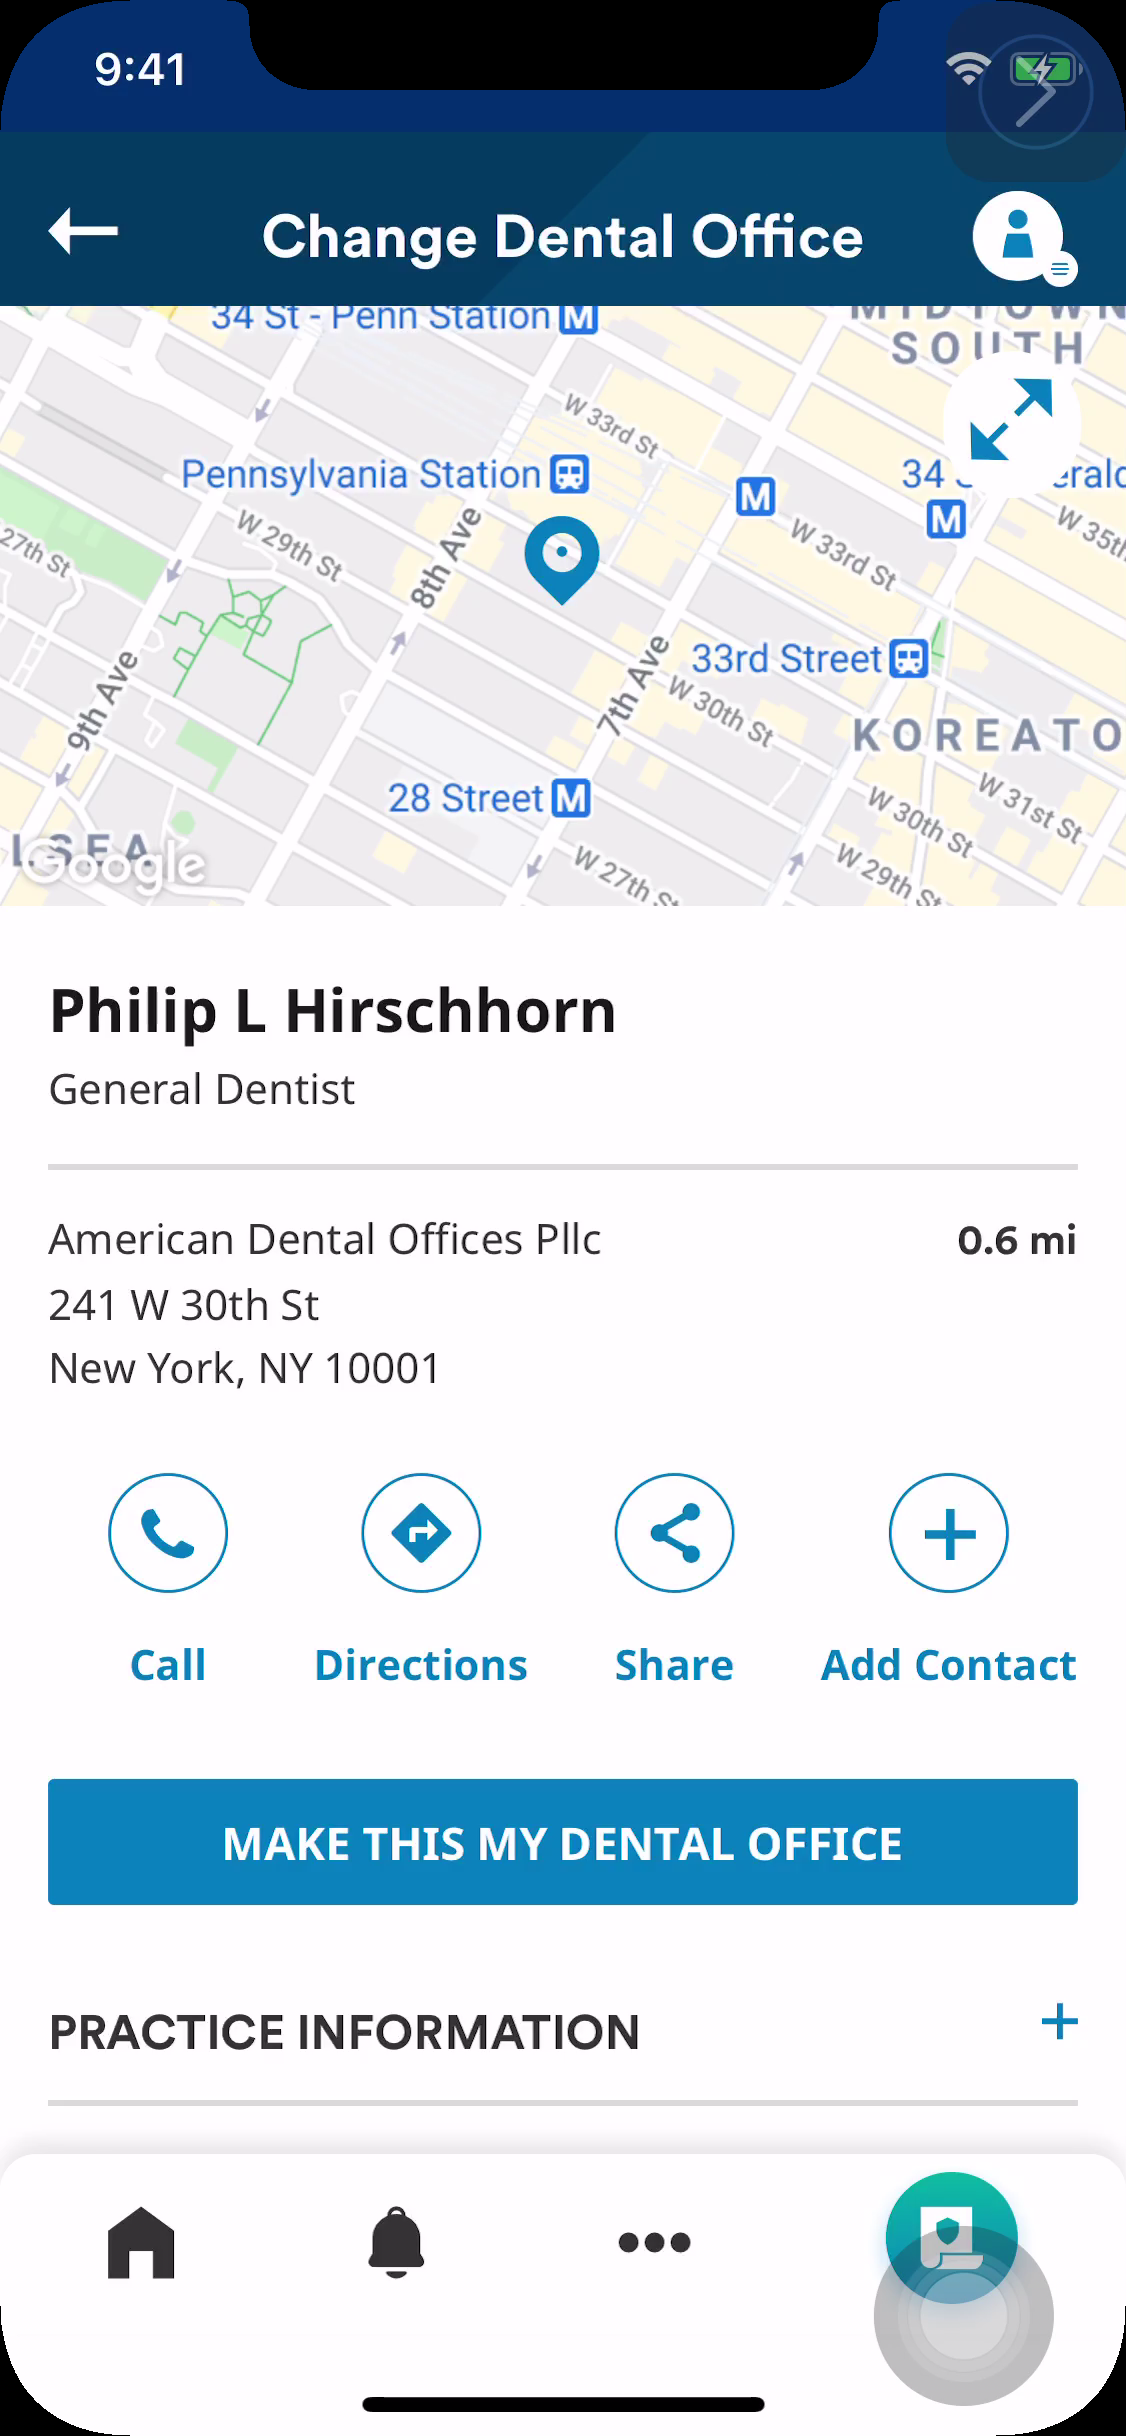 9:41
Change Dental Office
34 St - Penn Station M
MIDTOWN
SOUTH
W 33rd St
Pennsylvania Station
M
34
M
W 35th
27th St
W 29th St
8th Ave
W 33rd St
9th Ave
33rd Street
7th Ave
W 30th St
KOREATO
28 Street M
W 31st St
W 30th St
LSEA
Google
W 27th St
W 29th St
Philip L Hirschhorn
General Dentist
American Dental Offices Pllc
0.6 mi
241 W 30th St
New York, NY 10001
Call
Directions
Share
Add Contact
MAKE THIS MY DENTAL OFFICE
PRACTICE INFORMATION